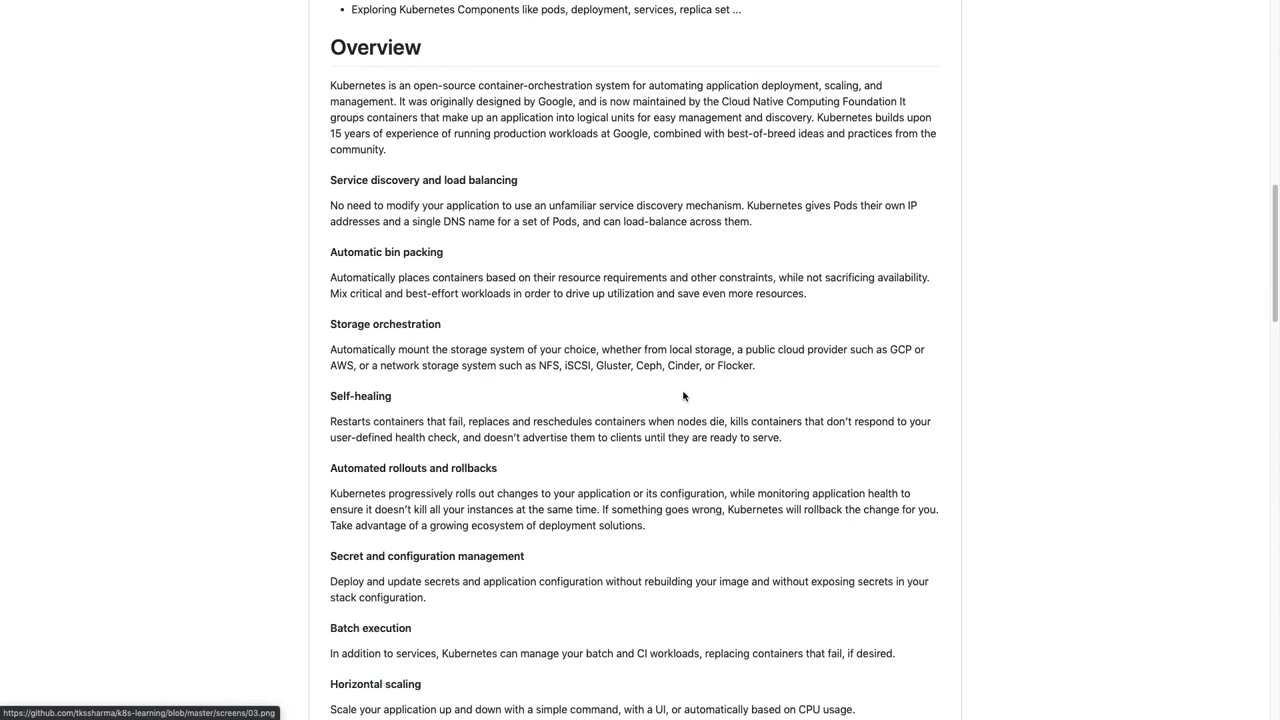 • Exploring Kubernetes Components like pods, deployment, services, replica set ...
Overview
Kubernetes is an open-source container-orchestration system for automating application deployment, scaling, and
management. It was originally designed by Google, and is now maintained by the Cloud Native Computing Foundation It
groups containers that make up an application into logical units for easy management and discovery. Kubernetes builds upon
15 years of experience of running production workloads at Google, combined with best-of-breed ideas and practices from the
community.
Service discovery and load balancing
No need to modify your application to use an unfamiliar service discovery mechanism. Kubernetes gives Pods their own IP
addresses and a single DNS name for a set of Pods, and can load-balance across them.
Automatic bin packing
Automatically places containers based on their resource requirements and other constraints, while not sacrificing availability.
Mix critical and best-effort workloads in order to drive up utilization and save even more resources.
Storage orchestration
Automatically mount the storage system of your choice, whether from local storage, a public cloud provider such as GCP or
AWS, or a network storage system such as NFS, iSCSI, Gluster, Ceph, Cinder, or Flocker.
Self-healing
Restarts containers that fail, replaces and reschedules containers when nodes die, kills containers that don’t respond to your
user-defined health check, and doesn’t advertise them to clients until they are ready to serve.
Automated rollouts and rollbacks
Kubernetes progressively rolls out changes to your application or its configuration, while monitoring application health to
ensure it doesn’t kill all your instances at the same time. If something goes wrong, Kubernetes will rollback the change for you.
Take advantage of a growing ecosystem of deployment solutions.
Secret and configuration management
Deploy and update secrets and application configuration without rebuilding your image and without exposing secrets in your
stack configuration.
Batch execution
In addition to services, Kubernetes can manage your batch and CI workloads, replacing containers that fail, if desired.
Horizontal scaling
Scale your application up and down with a simple command, with a UI, or automatically based on CPU usage.
https://github.com/tkssharma/k8s-learning/blob/master/screens/03.png